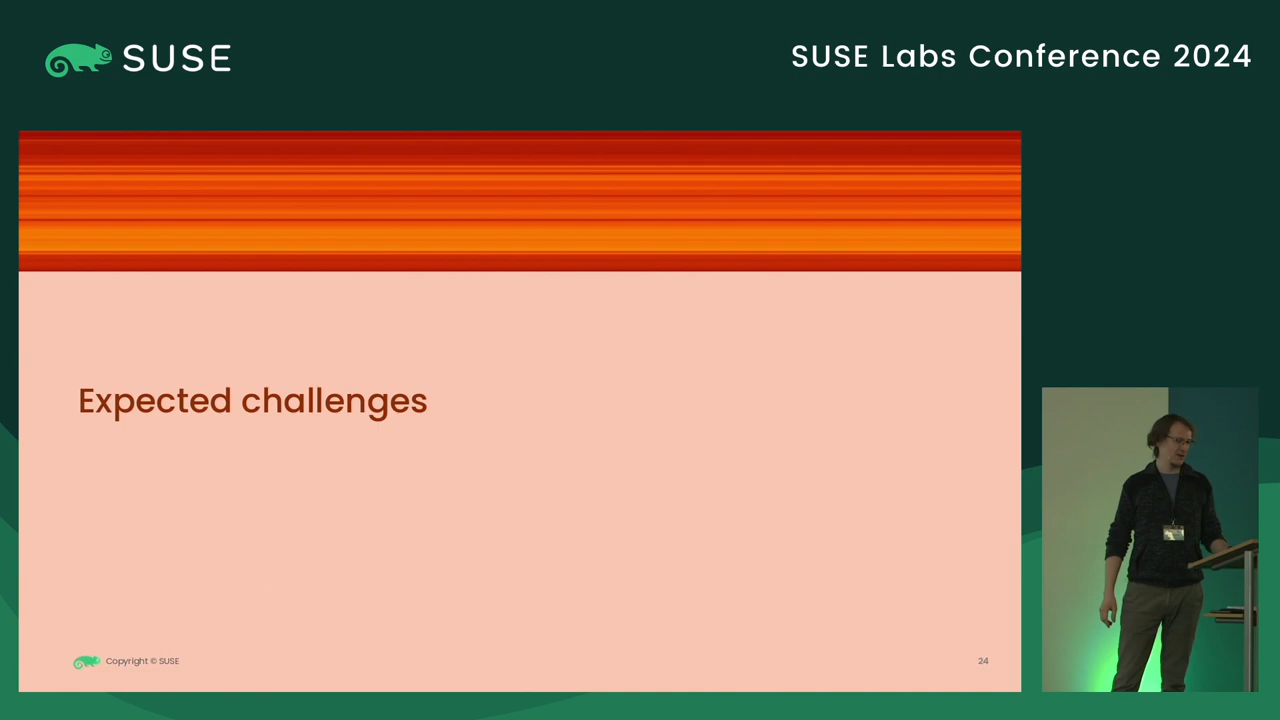 SUSE
SUSE Labs Conference 2024
Expected challenges
Copyright © SUSE
24